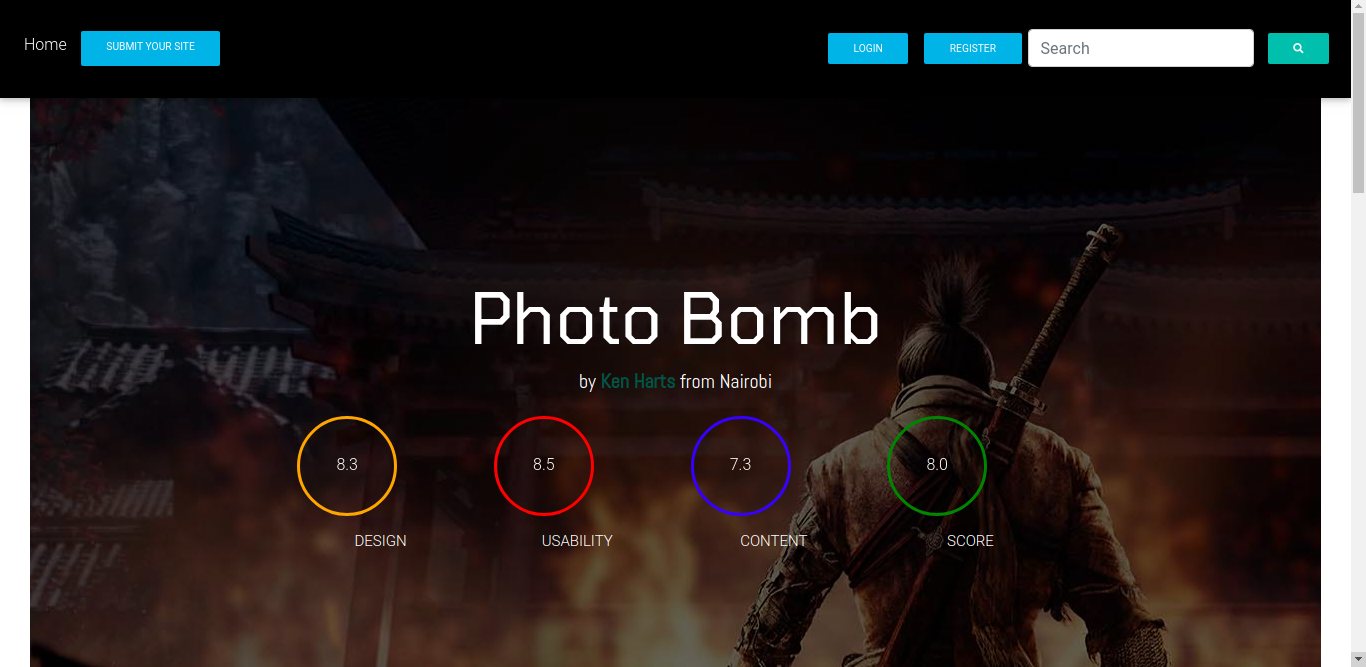 Home SUBMIT YOUR SITE LOGIN REGISTER Search
Photo Bomb
by Ken Harts from Nairobi
8.3 8.5 7.3 8.0
DESIGN USABILITY CONTENT SCORE